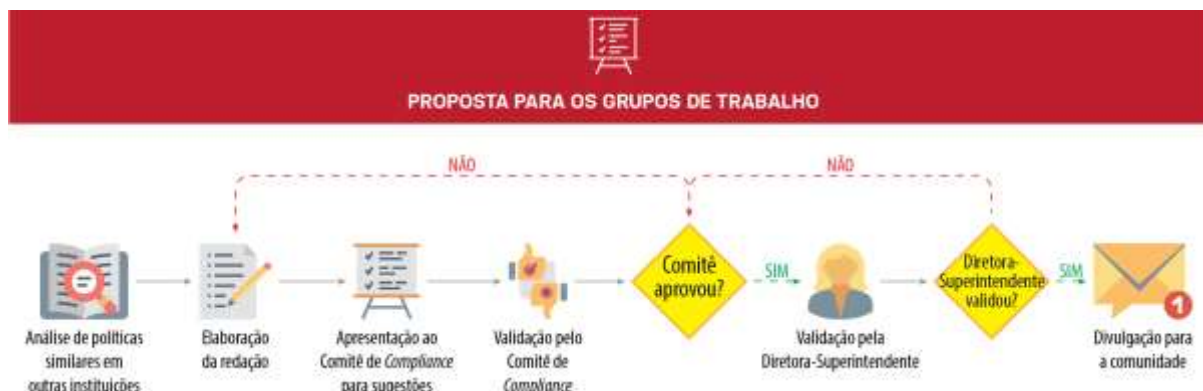 PROPOSTA PARA OS GRUPOS DE TRABALHO
NÃO
NÃO
Análise de políticas
similares em
outras instituições
Elaboração
da redação
Apresentação ao
Comitê de Compliance
para sugestões
Validação pelo
Comitê de
Compliance
Comitê
aprovou?
SIM
Validação pela
Diretora-Superintendente
Diretora-
Superintendente
validou?
SIM
1
Divulgação para
a comunidade